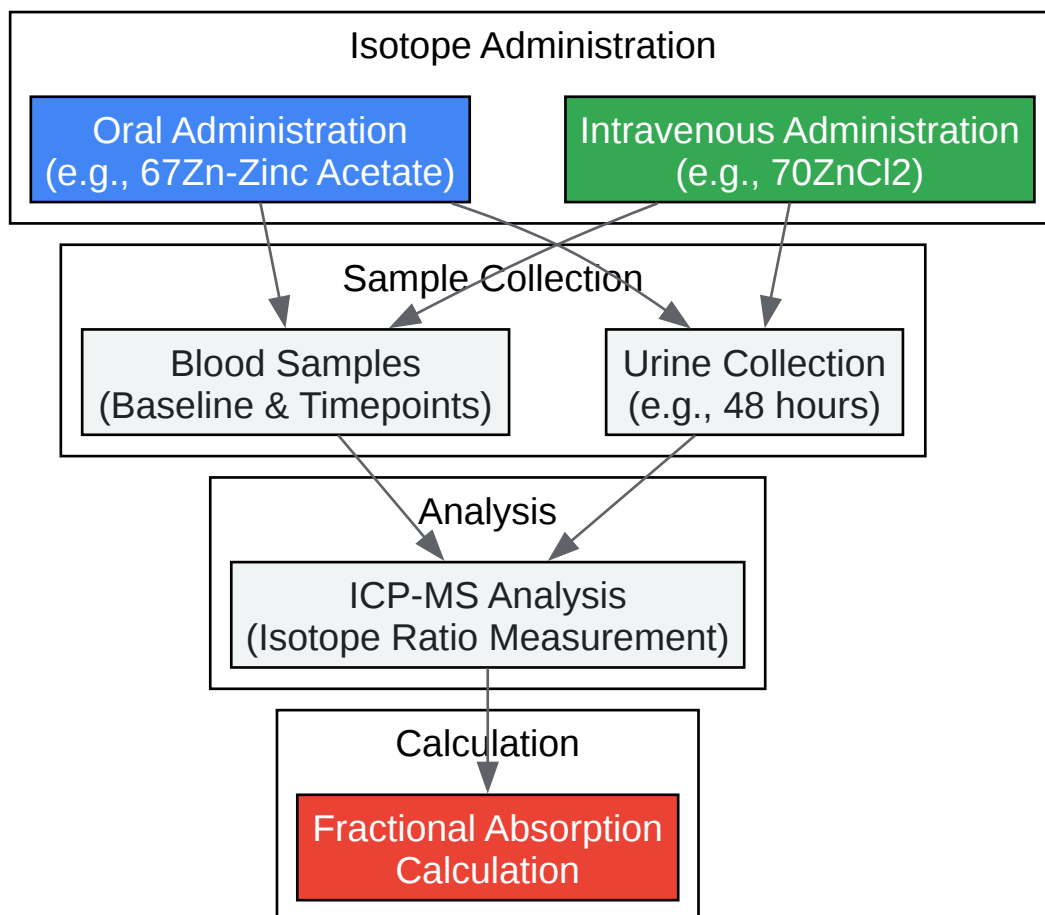 Isotope Administration
Oral Administration
(e.g., 67Zn-Zinc Acetate)
Intravenous Administration
(e.g., 70ZnCl2)
Sample Collection
Blood Samples
(Baseline & Timepoints)
Urine Collection
(e.g., 48 hours)
Analysis
ICP-MS Analysis
(Isotope Ratio Measurement)
Calculation
Fractional Absorption
Calculation